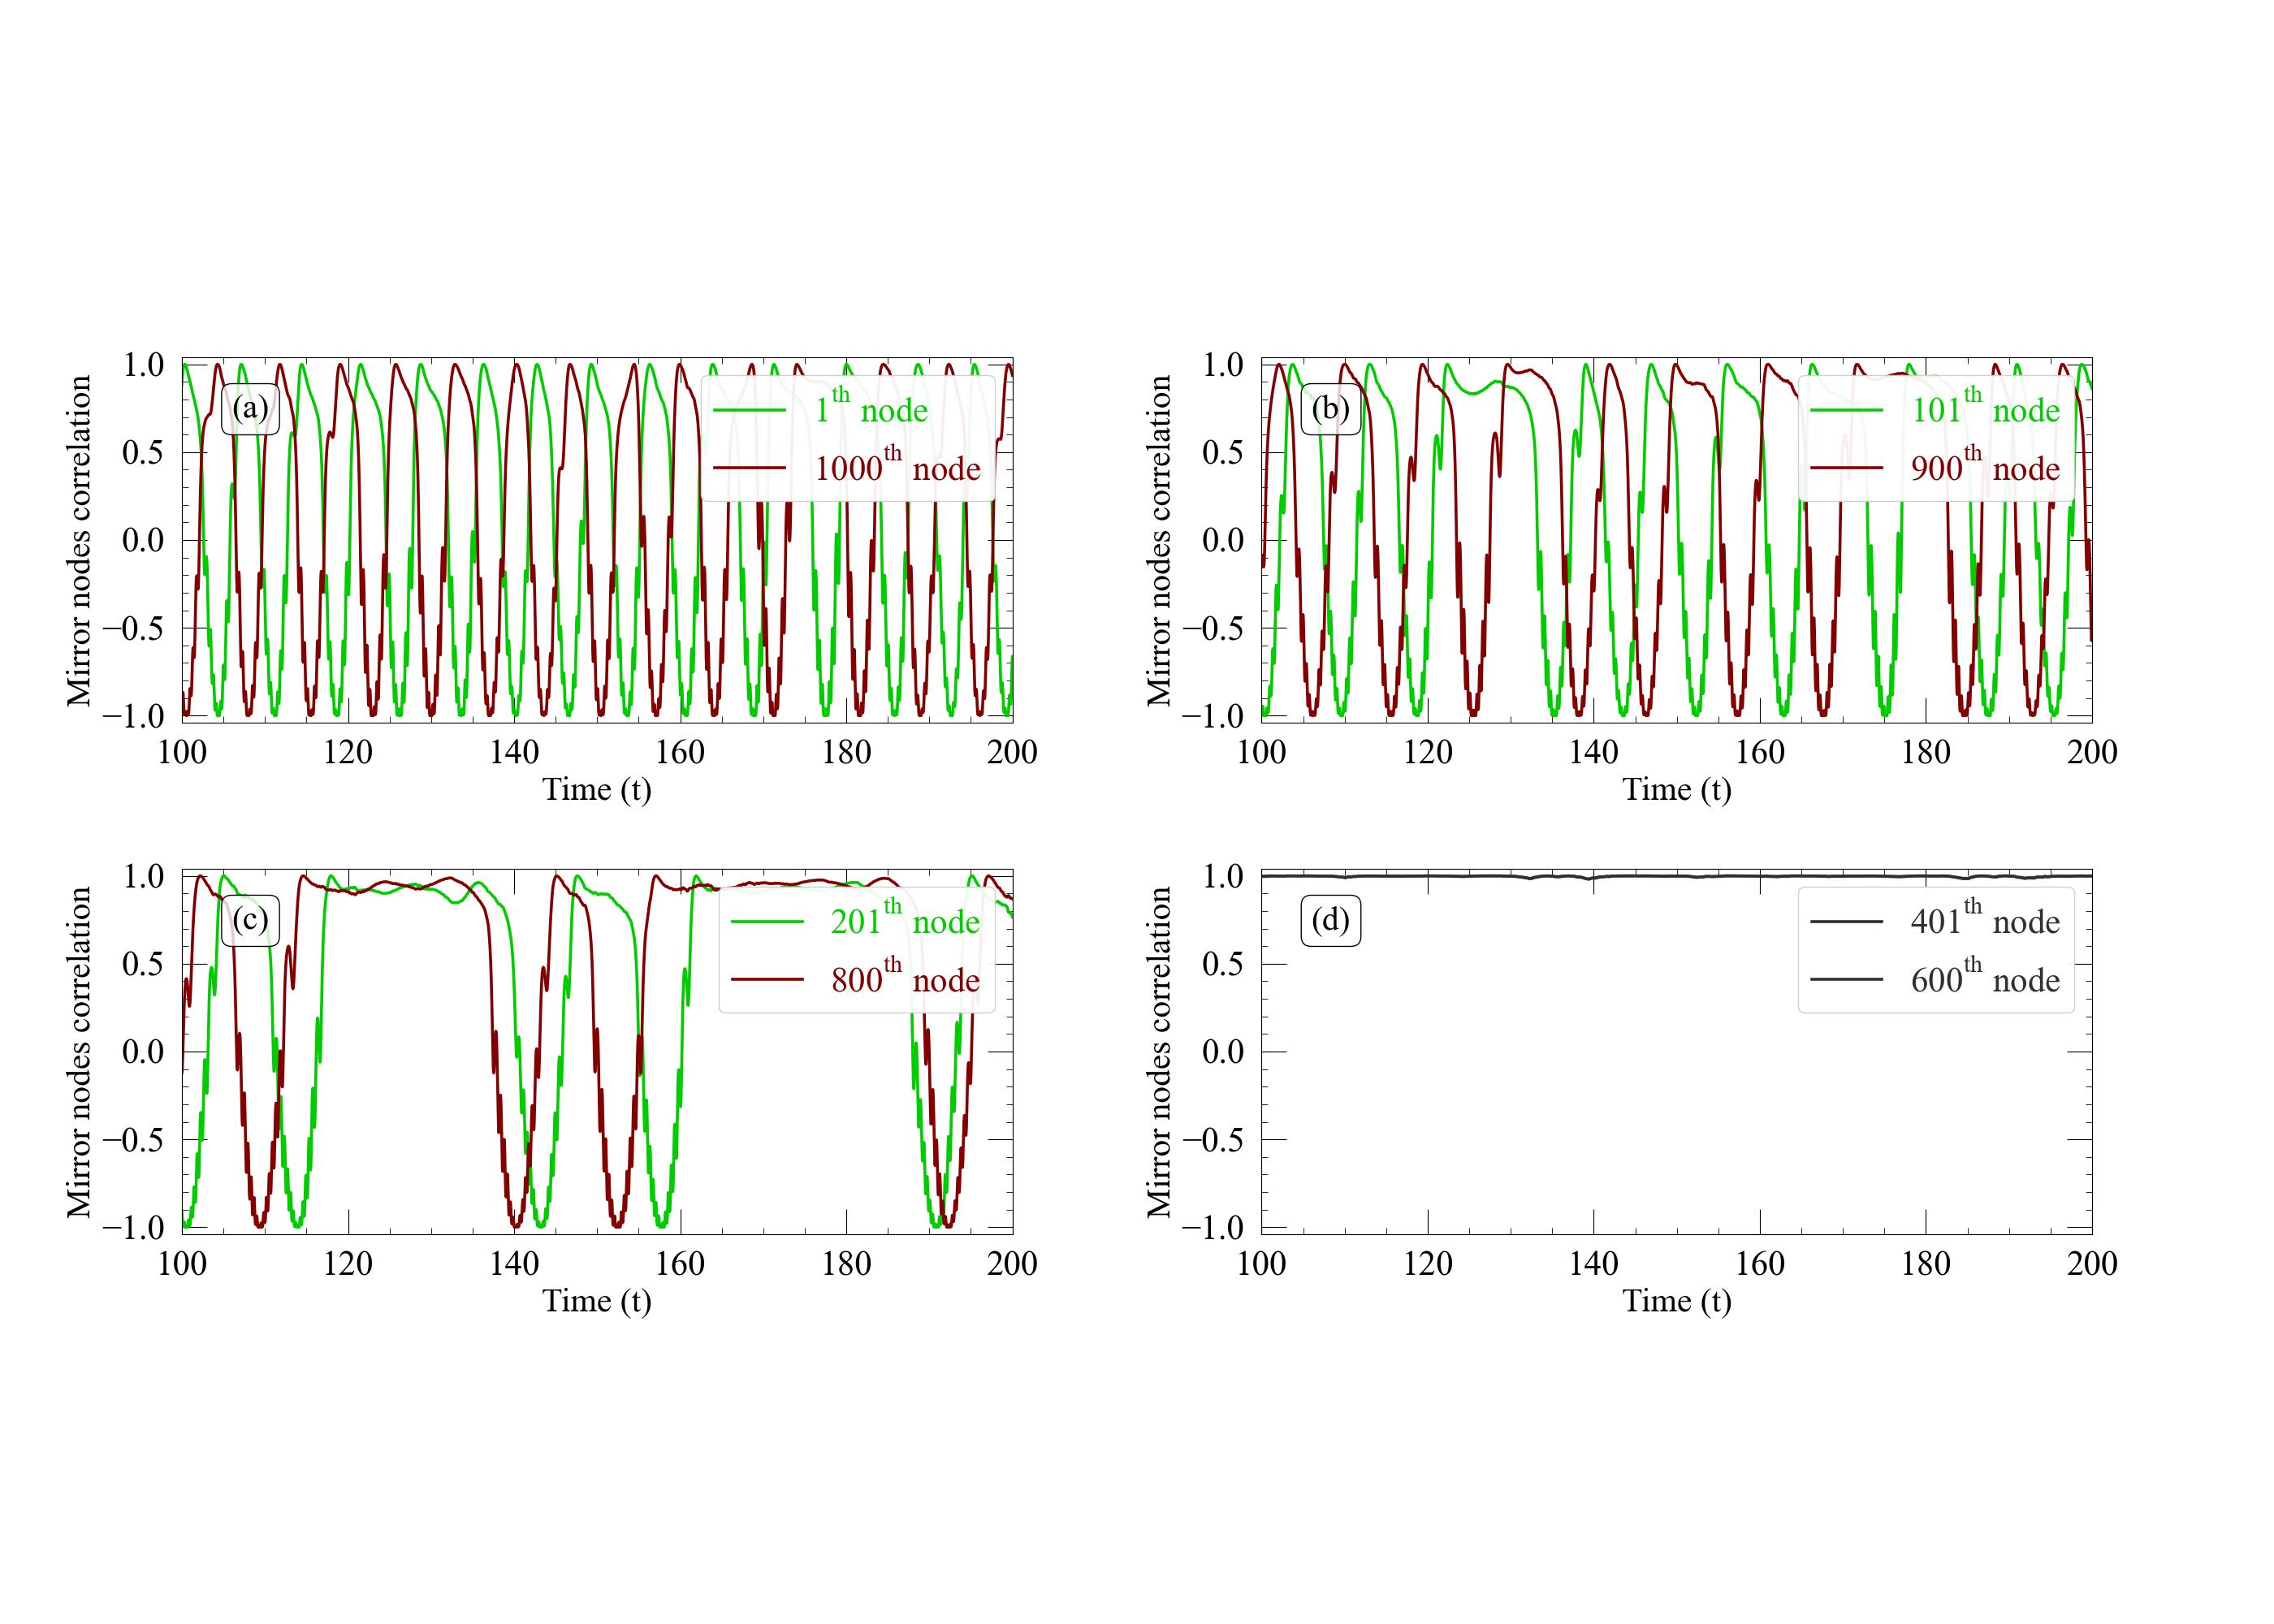 Mirror nodes correlation
1.0
0.5
0.0
−0.5
−1.0
(a)
1th node
1000th node
100 120 140 160 180 200
Time (t)
Mirror nodes correlation
1.0
0.5
0.0
−0.5
−1.0
(b)
101th node
900th node
100 120 140 160 180 200
Time (t)
Mirror nodes correlation
1.0
0.5
0.0
−0.5
−1.0
(c)
201th node
800th node
100 120 140 160 180 200
Time (t)
Mirror nodes correlation
1.0
0.5
0.0
−0.5
−1.0
(d)
401th node
600th node
100 120 140 160 180 200
Time (t)